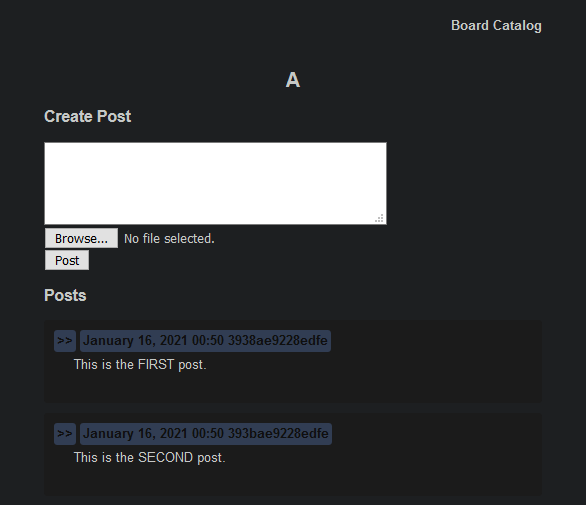 Board Catalog
A
Create Post
Browse... No file selected.
Post
Posts
>> January 16, 2021 00:50 3938ae9228edfe
This is the FIRST post.
>> January 16, 2021 00:50 393bae9228edfe
This is the SECOND post.